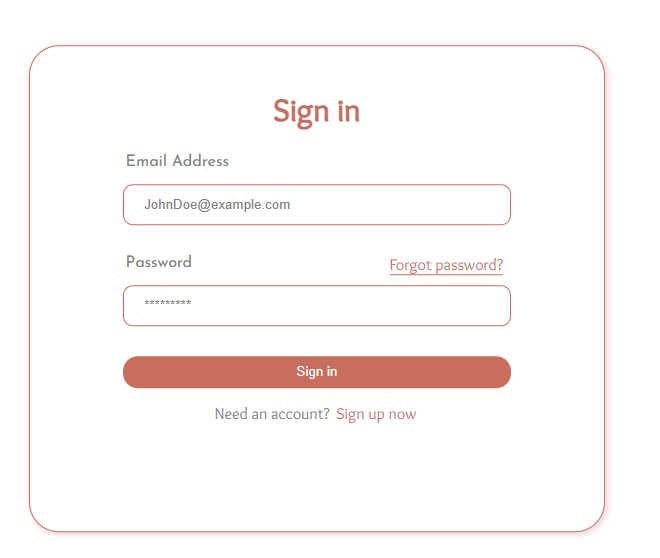 Sign in
Email Address
JohnDoe@example.com
Password
Forgot password?
*********
Sign in
Need an account? Sign up now